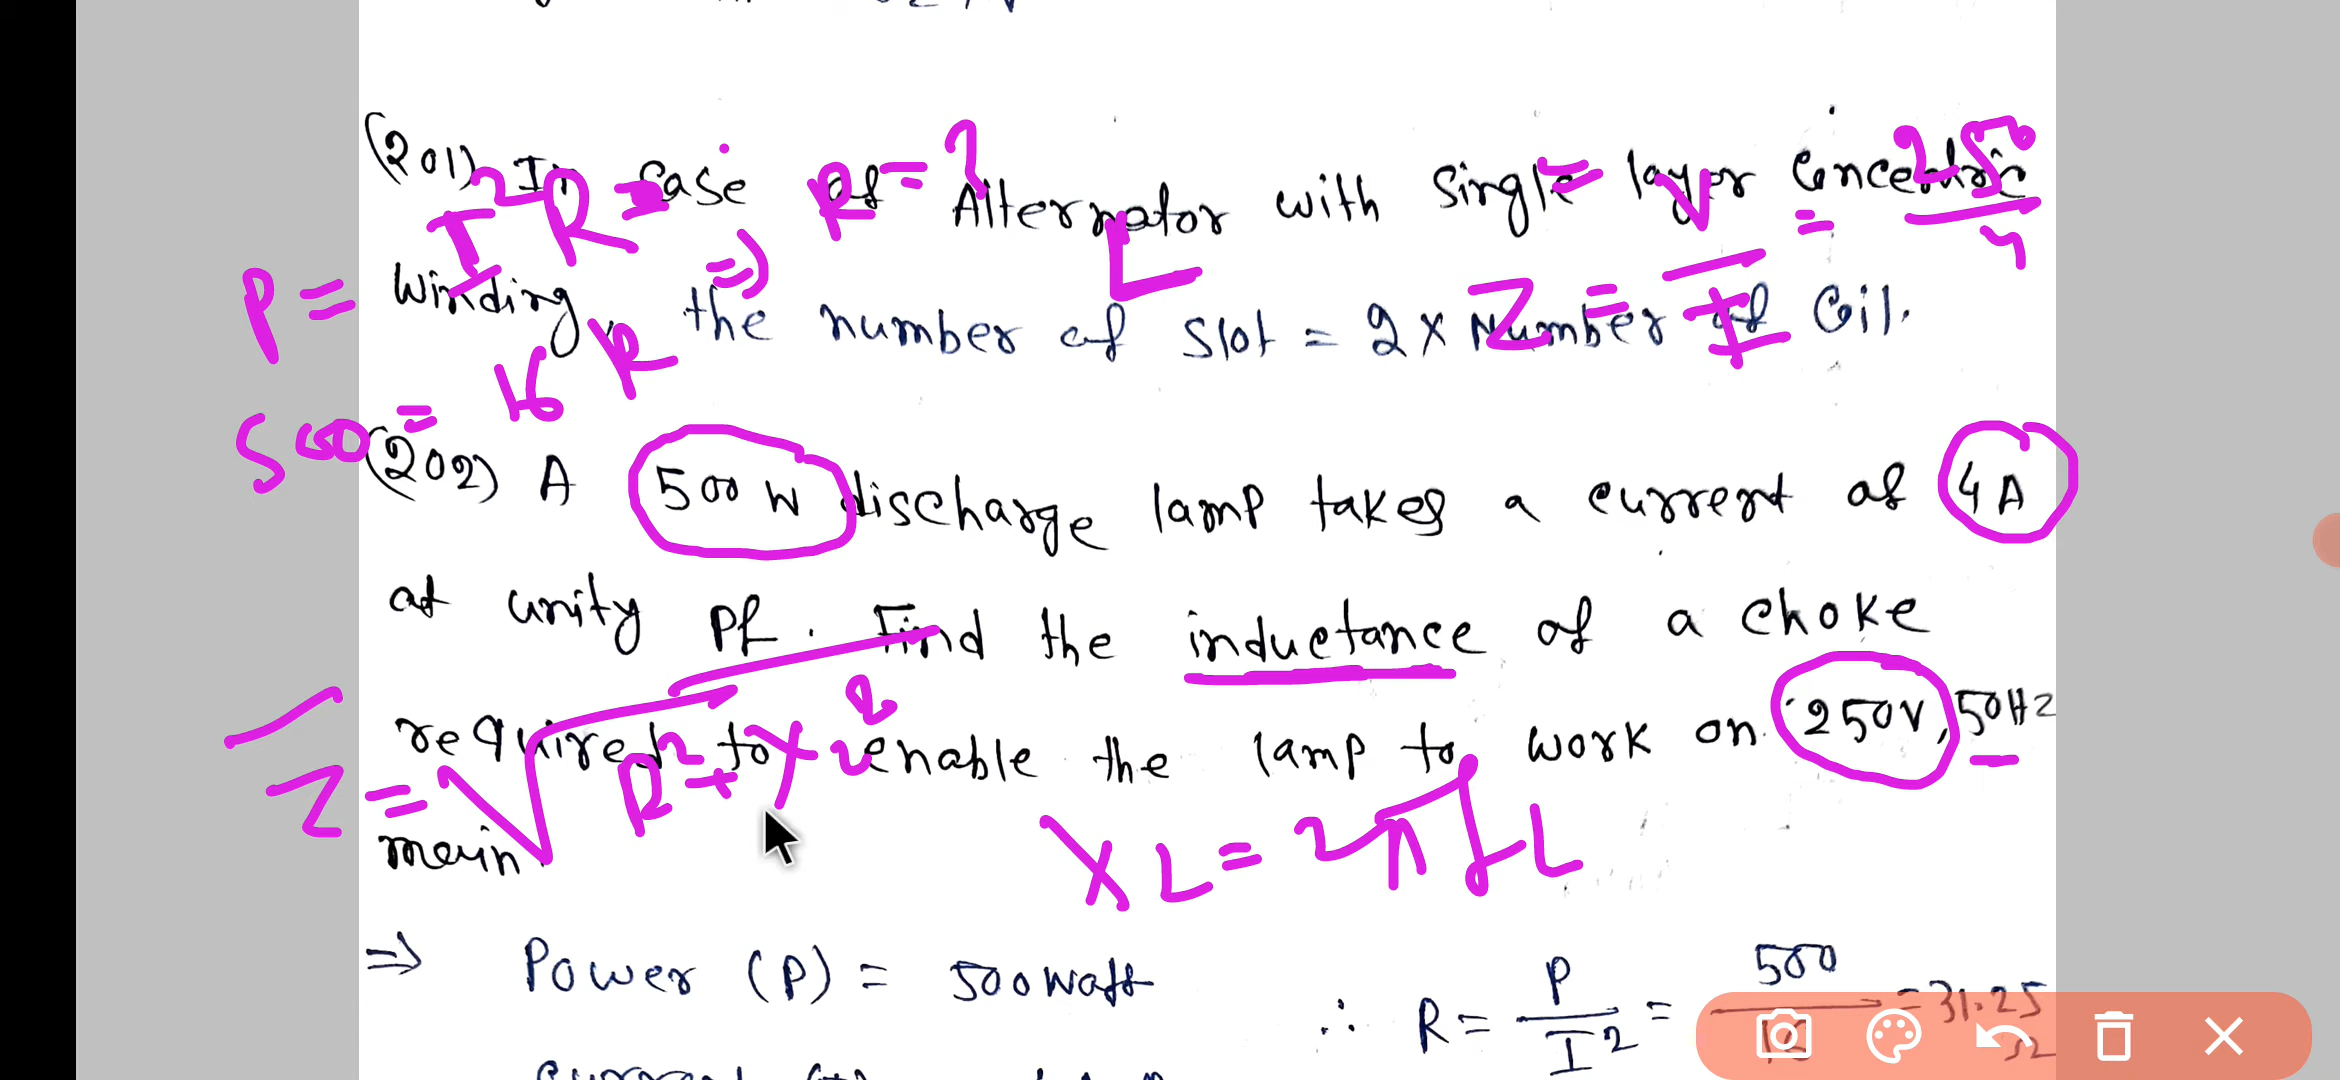 (201) In case of Alternator with single layer Concentric
winding, the number of slot = 2 x Number of Coil.
I²R = R = ? L Z = V/I = 250/4
P =
⇒ R
500 = 16
(202) A 500 W discharge lamp takes a current of 4A
at unity Pf. Find the inductance of a choke
required to enable the lamp to work on 250V, 50Hz
main
Z = √R²+X²
XL = 2πfL
⇒ Power (P) = 500 watt
∴ R = P/I² = 500/16 = 31.25